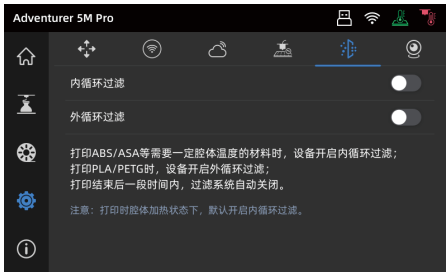 Adventurer 5M Pro
内循环过滤
外循环过滤
打印ABS/ASA等需要一定腔体温度的材料时，设备开启内循环过滤；
打印PLA/PETG时，设备开启外循环过滤；
打印结束后一段时间内，过滤系统自动关闭。
注意：打印时腔体加热状态下，默认开启内循环过滤。